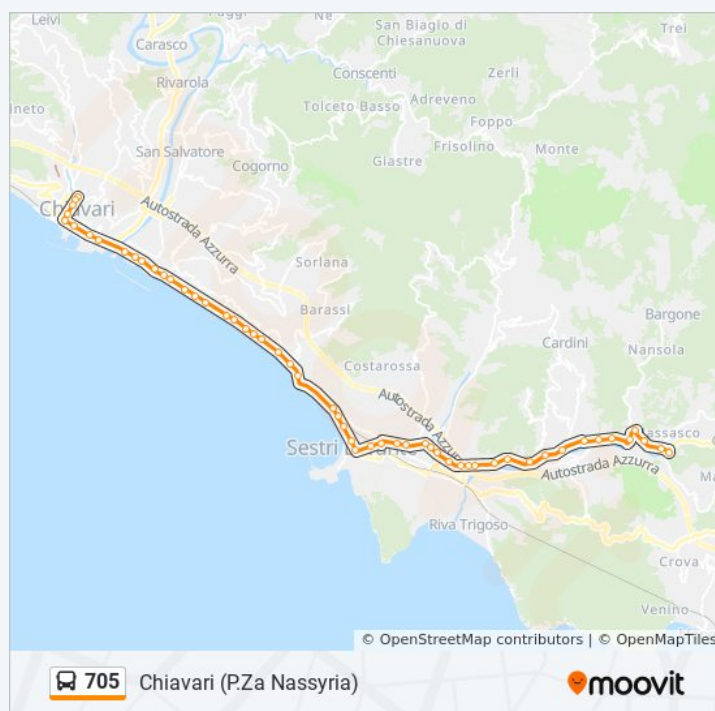 Leivi
Ne
San Biagio di
Chiesanuova
Trei
Carasco
Rivarola
Conscenti
Zerli
Adreveno
Tolceto Basso
Foppo
Frisolino
Monte
San Salvatore
Cogorno
Giastre
Chiavari
Autostrada Azzurra
Sorlana
Bargone
Barassi
Cardini
Nansola
Costarossa
Autostrada Azzurra
Sestri Levante
Autostrada Azzurra
Riva Trigoso
Crova
Venino
© OpenStreetMap contributors | © OpenMapTiles
705 Chiavari (P.Za Nassyria)
moovit